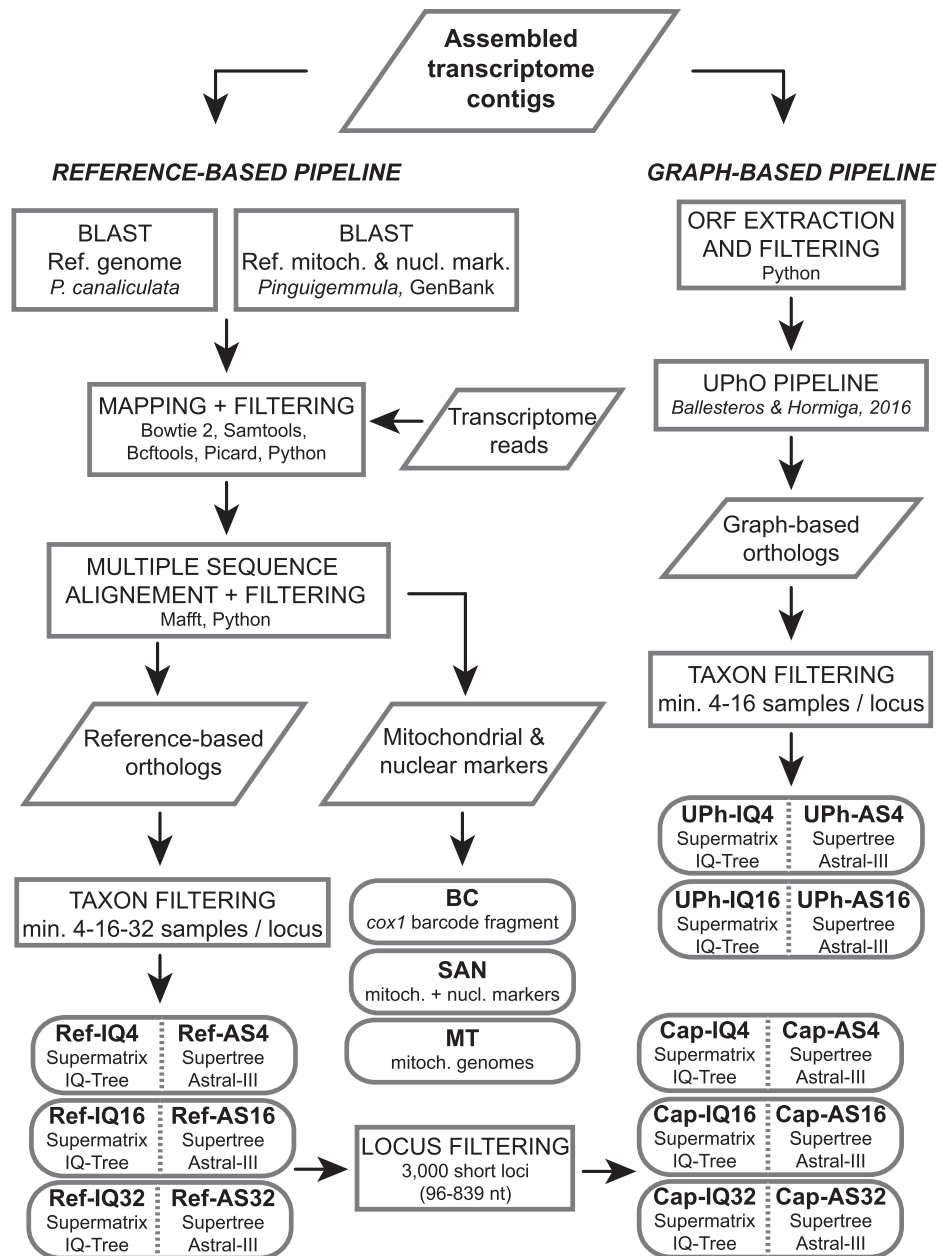 Assembled
transcriptome
contigs
REFERENCE-BASED PIPELINE
BLAST
Ref. genome
P. canaliculata
BLAST
Ref. mitoch. & nucl. mark.
Pinguigemmula, GenBank
MAPPING + FILTERING
Bowtie 2, Samtools,
Bcftools, Picard, Python
Transcriptome
reads
MULTIPLE SEQUENCE
ALIGNEMENT + FILTERING
Mafft, Python
Reference-based
orthologs
Mitochondrial &
nuclear markers
TAXON FILTERING
min. 4-16-32 samples / locus
BC
cox1 barcode fragment
SAN
mitoch. + nucl. markers
MT
mitoch. genomes
Ref-IQ4
Supermatrix
IQ-Tree
Ref-AS4
Supertree
Astral-III
Ref-IQ16
Supermatrix
IQ-Tree
Ref-AS16
Supertree
Astral-III
Ref-IQ32
Supermatrix
IQ-Tree
Ref-AS32
Supertree
Astral-III
LOCUS FILTERING
3,000 short loci
(96-839 nt)
GRAPH-BASED PIPELINE
ORF EXTRACTION
AND FILTERING
Python
UPhO PIPELINE
Ballesteros & Hormiga, 2016
Graph-based
orthologs
TAXON FILTERING
min. 4-16 samples / locus
UPh-IQ4
Supermatrix
IQ-Tree
UPh-AS4
Supertree
Astral-III
UPh-IQ16
Supermatrix
IQ-Tree
UPh-AS16
Supertree
Astral-III
Cap-IQ4
Supermatrix
IQ-Tree
Cap-AS4
Supertree
Astral-III
Cap-IQ16
Supermatrix
IQ-Tree
Cap-AS16
Supertree
Astral-III
Cap-IQ32
Supermatrix
IQ-Tree
Cap-AS32
Supertree
Astral-III